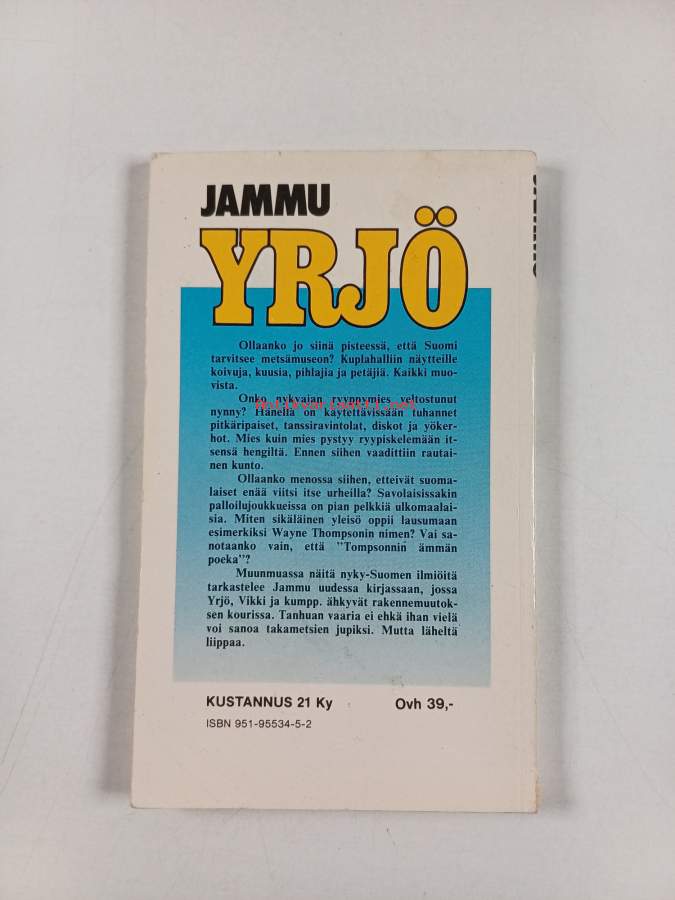 JAMMU
YRJÖ
Ollaanko jo siinä pisteessä, että Suomi
tarvitsee metsämuseon? Kuplahalliin näytteille
koivuja, kuusia, pihlajia ja petäjiä. Kaikki muo-
vista.
Onko nykyajan ryyppymies veltostunut
Antikvariaatti.net
nynny? Hänellä on käytettävissään tuhannet
pitkäripaiset, tanssiravintolat, diskot ja yöker-
hot. Mies kuin mies pystyy ryypiskelemään it-
sensä hengiltä. Ennen siihen vaadittiin rautai-
nen kunto.
Ollaanko menossa siihen, etteivät suoma-
laiset enää viitsi itse urheilla? Savolaisissakin
palloilujoukkueissa on pian pelkkiä ulkomaalai-
sia. Miten sikäläinen yleisö oppii lausumaan
esimerkiksi Wayne Thompsonin nimen? Vai sa-
notaanko vain, että "Tompsonnin ämmän
poeka"?
Muunmuassa näitä nyky-Suomen ilmiöitä
tarkastelee Jammu uudessa kirjassaan, jossa
Yrjö, Vikki ja kumpp. ähkyvät rakennemuutok-
sen kourissa. Tanhuan vaaria ei ehkä ihan vielä
voi sanoa takametsien jupiksi. Mutta läheltä
liippaa.
KUSTANNUS 21 Ky Ovh 39,-
ISBN 951-95534-5-2